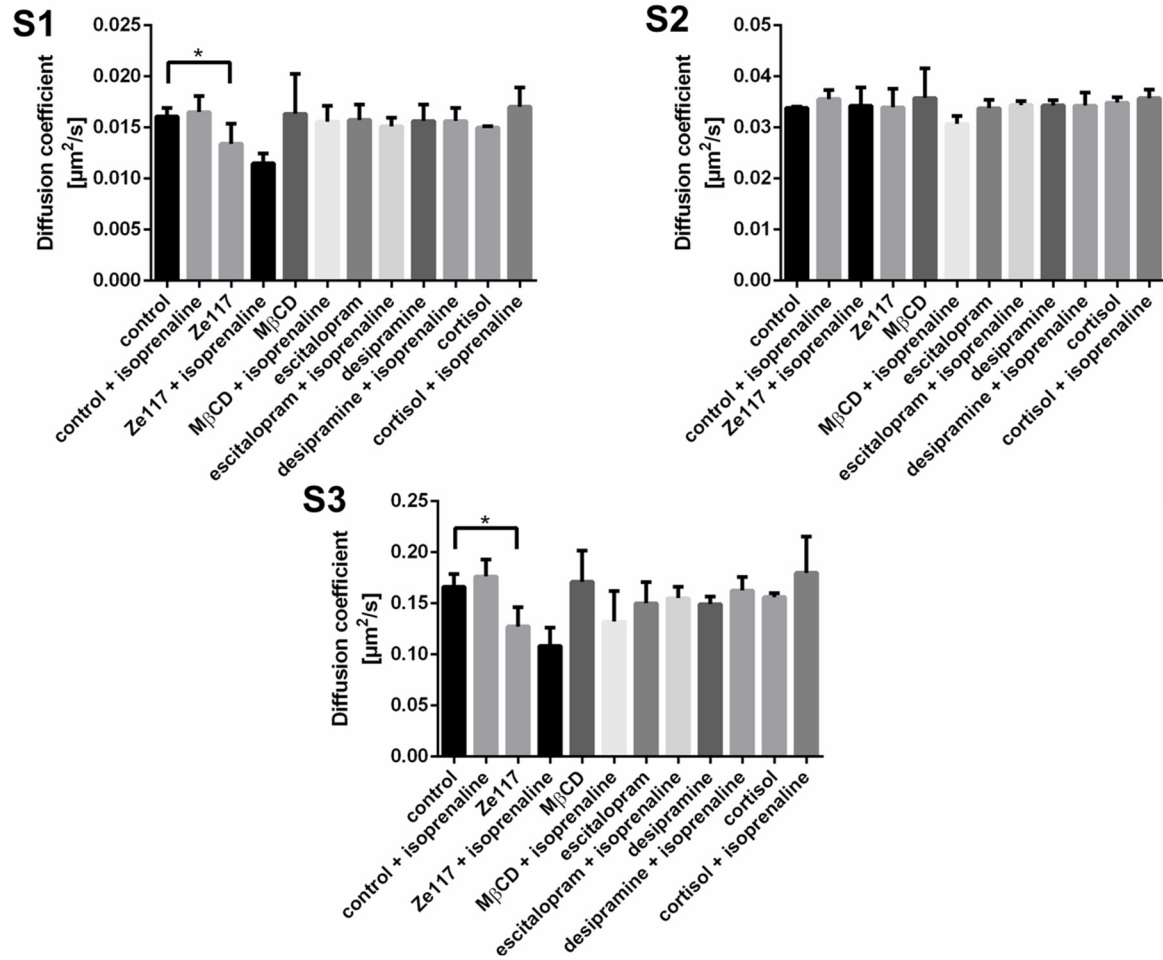 S1
Diffusion coefficient
[µm²/s]
0.025
0.020
0.015
0.010
0.005
0.000
*
control
control + isoprenaline
Ze117
Ze117 + isoprenaline
MβCD
MβCD + isoprenaline
escitalopram
escitalopram + isoprenaline
desipramine
desipramine + isoprenaline
cortisol
cortisol + isoprenaline
S2
Diffusion coefficient
[µm²/s]
0.05
0.04
0.03
0.02
0.01
0.00
control
control + isoprenaline
Ze117 + isoprenaline
Ze117
MβCD
MβCD + isoprenaline
escitalopram
escitalopram + isoprenaline
desipramine
desipramine + isoprenaline
cortisol
cortisol + isoprenaline
S3
Diffusion coefficient
[µm²/s]
0.25
0.20
0.15
0.10
0.05
0.00
*
control
control + isoprenaline
Ze117
Ze117 + isoprenaline
MβCD
MβCD + isoprenaline
escitalopram
escitalopram + isoprenaline
desipramine
desipramine + isoprenaline
cortisol
cortisol + isoprenaline